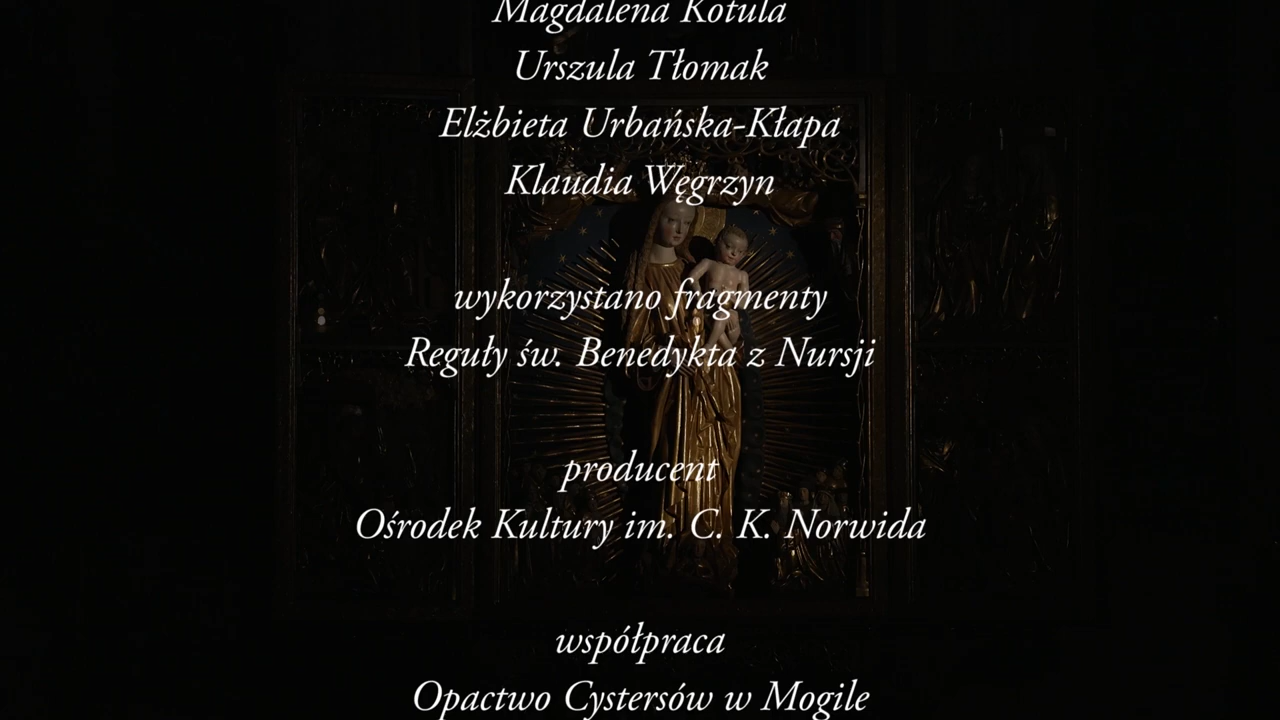 Magdalena Kotula
Urszula Tłomak
Elżbieta Urbańska-Kłapa
Klaudia Węgrzyn
wykorzystano fragmenty
Reguły św. Benedykta z Nursji
producent
Ośrodek Kultury im. C. K. Norwida
współpraca
Opactwo Cystersów w Mogile